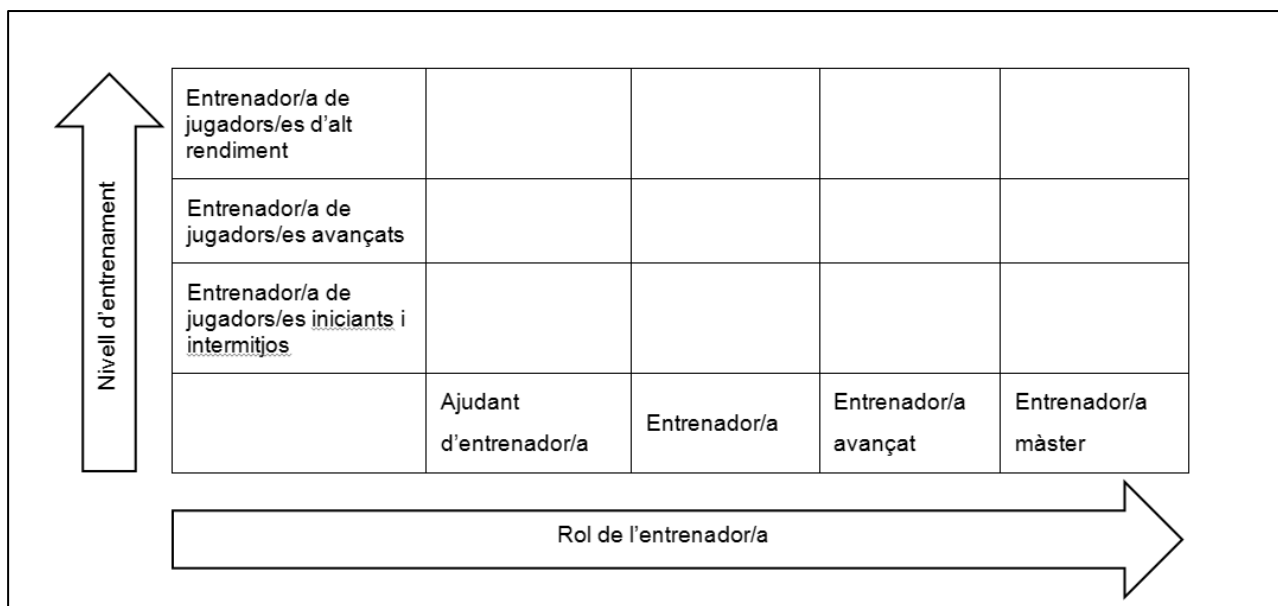 Nivell d’entrenament
Entrenador/a de
jugadors/es d’alt
rendiment
Entrenador/a de
jugadors/es avançats
Entrenador/a de
jugadors/es iniciants i
intermitjos
Ajudant
d’entrenador/a
Entrenador/a
Entrenador/a
avançat
Entrenador/a
màster
Rol de l’entrenador/a